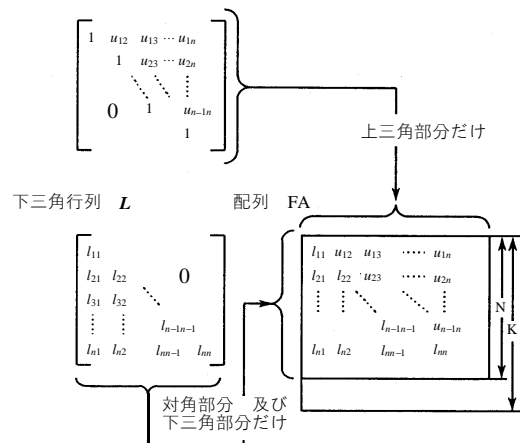 1 u12 u13 ⋯ u1n
1 u23 ⋯ u2n
0 1 un−1n
1
上三角部分だけ
下三角行列 L
配列 FA
l11
l21 l22 0
l31 l32
ln−1n−1
ln1 ln2 lnn−1 lnn
l11 u12 u13 ⋯⋯ u1n
l21 l22 u23 ⋯⋯ u2n
ln−1n−1 un−1n
ln1 ln2 lnn−1 lnn
N
K
対角部分 及び
下三角部分だけ